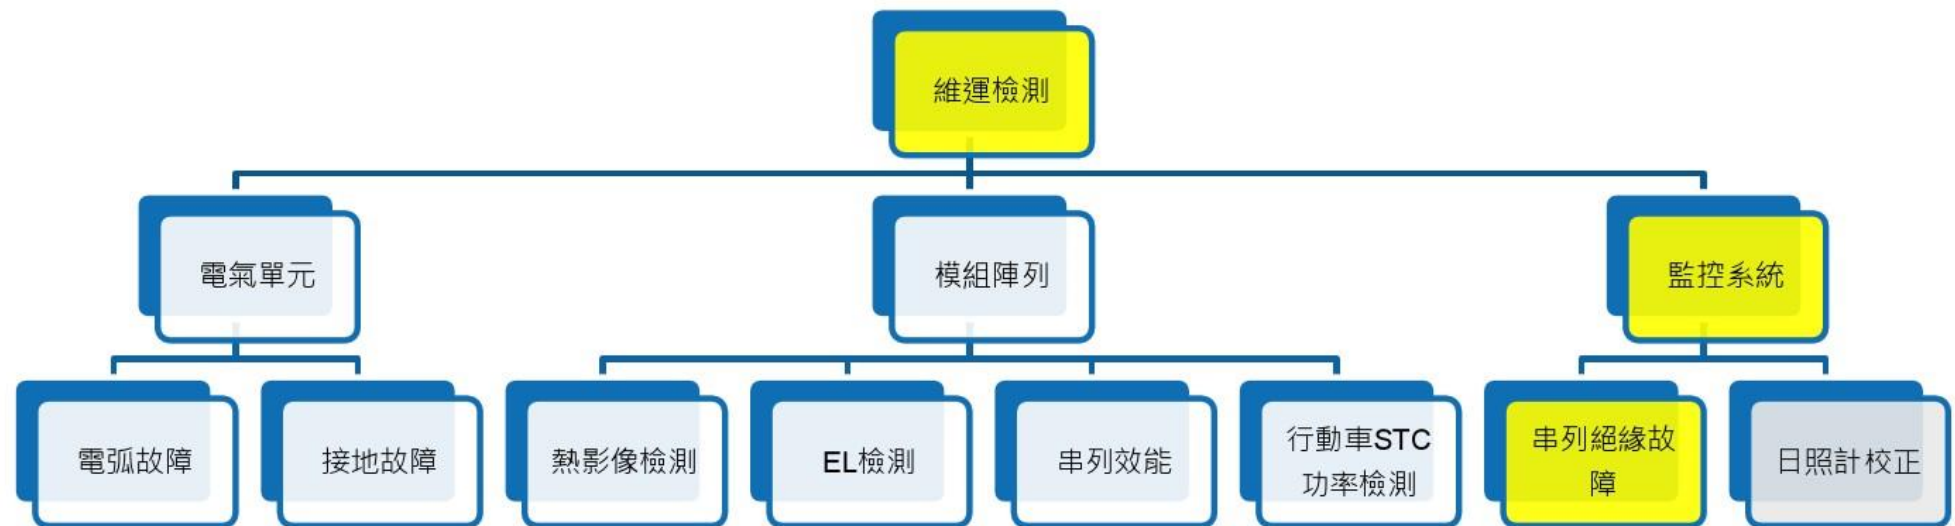 維運檢測
電氣單元
模組陣列
監控系統
電弧故障
接地故障
熱影像檢測
EL檢測
串列效能
行動車STC
功率檢測
串列絕緣故
障
日照計校正